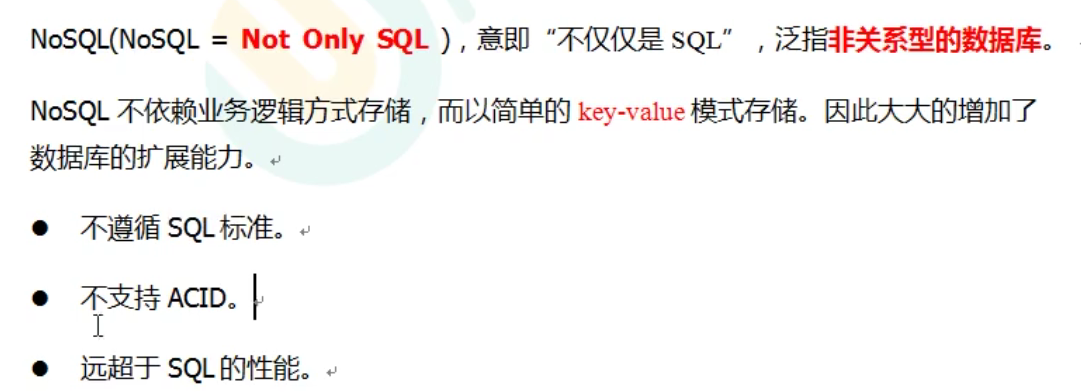 NoSQL(NoSQL = Not Only SQL )，意即“不仅仅是 SQL”，泛指非关系型的数据库。
NoSQL 不依赖业务逻辑方式存储，而以简单的 key-value 模式存储。因此大大的增加了
数据库的扩展能力。
● 不遵循 SQL 标准。
● 不支持 ACID。
● 远超于 SQL 的性能。